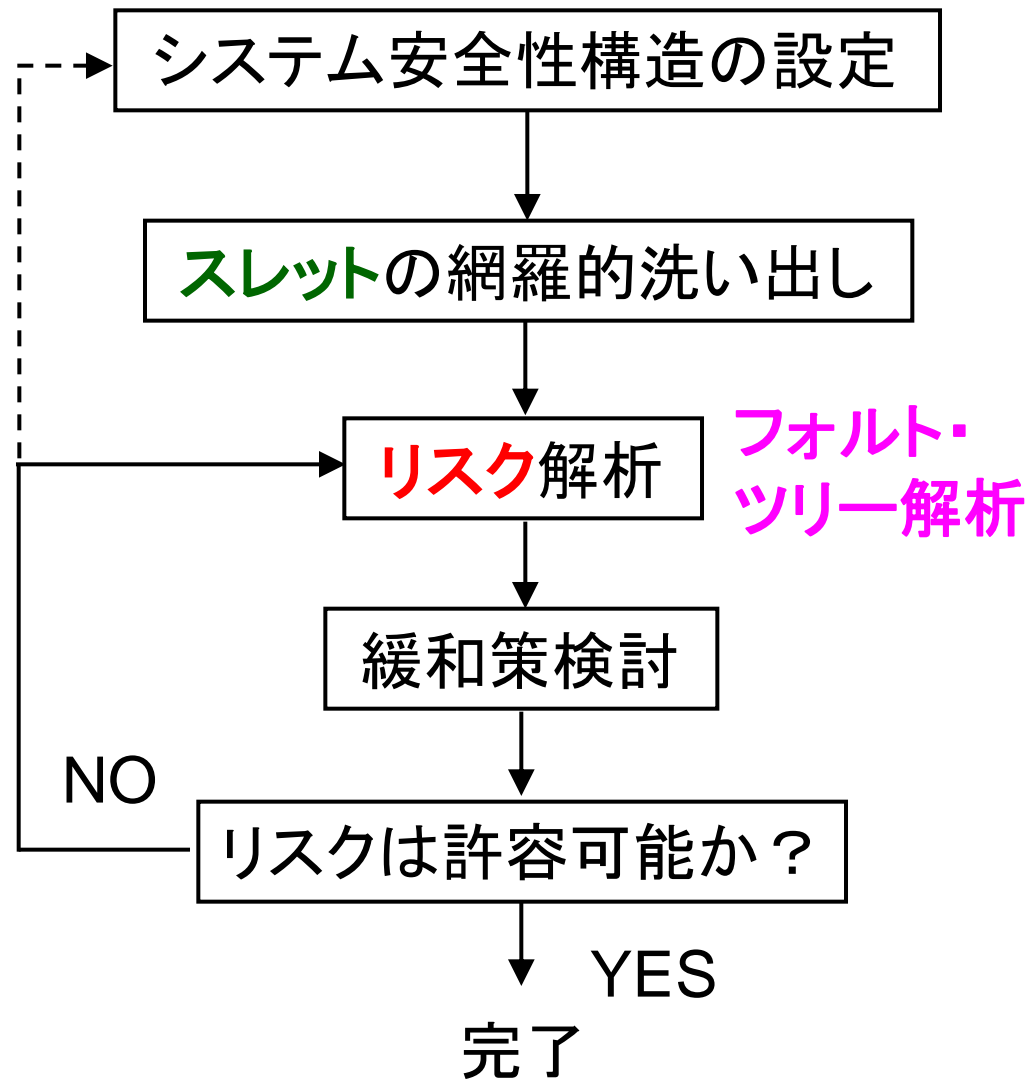 システム安全性構造の設定
スレットの網羅的洗い出し
リスク解析
フォルト・
ツリー解析
緩和策検討
NO
リスクは許容可能か？
YES
完了